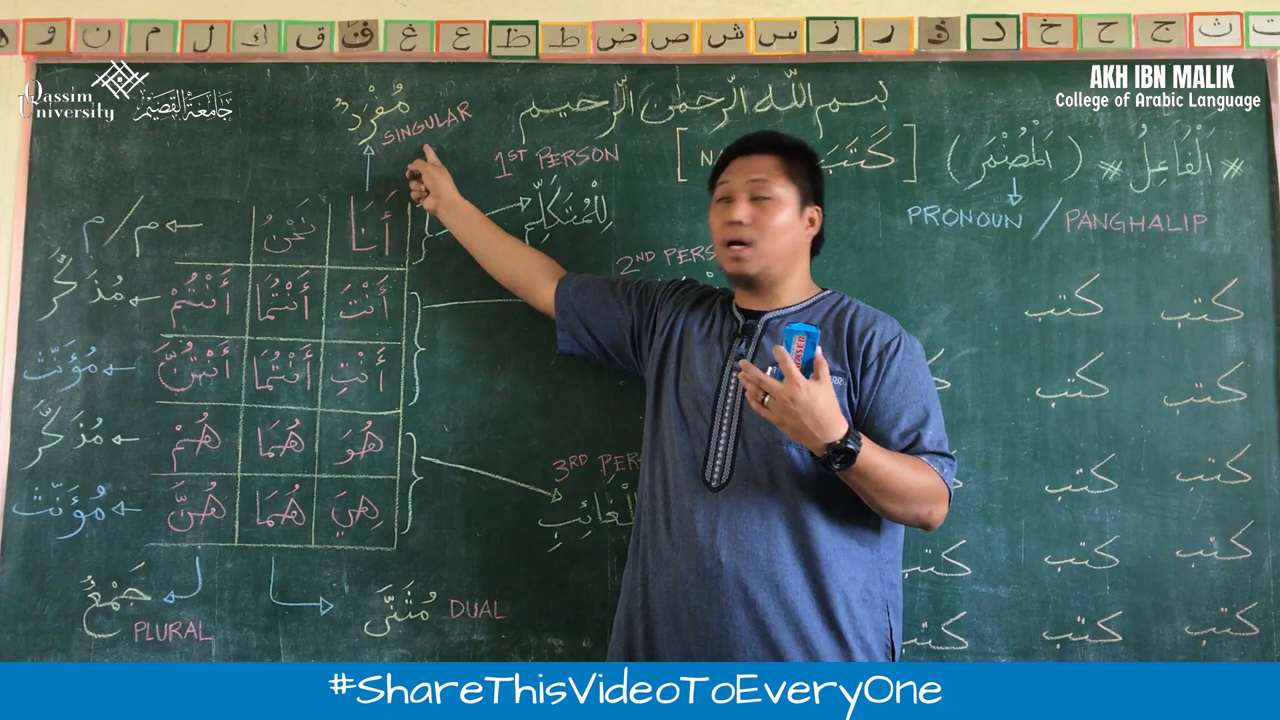 و ن م ل ك ق ف غ ع ظ ط ض ص ش س ز ر ذ د خ ح ج ث ت
Qassim University
جامعة القصيم
AKH IBN MALIK
College of Arabic Language
بسم الله الرحمن الرحيم
مُفْرَدٌ
SINGULAR
1ST PERSON
لِلْمُتَكَلِّمِ
[كَتَبَ
* الْفَاعِلُ * (الْمُضْمَر)
PRONOUN / PANGHALIP
2ND PERS
أَنَا نَحْنُ م/م
أَنْتَ أَنْتُمَا أَنْتُمْ مُذَكَّرٌ
أَنْتِ أَنْتُمَا أَنْتُنَّ مُؤَنَّث
هُوَ هُمَا هُمْ مُذَكَّرٌ
هِيَ هُمَا هُنَّ مُؤَنَّث
3RD PER
لْغَائِبِ
كتب كتب
كتب كتب
كتب كتب
كتب كتب كتب
كتب كتب كتب
جَمْعٌ
PLURAL
مُثَنَّى
DUAL
ERASER
#ShareThisVideoToEveryOne